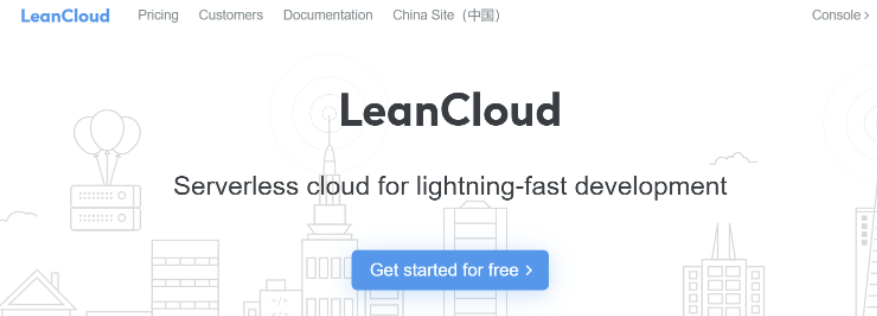 LeanCloud Pricing Customers Documentation China Site（中国） Console ›
LeanCloud
Serverless cloud for lightning-fast development
Get started for free ›
</>